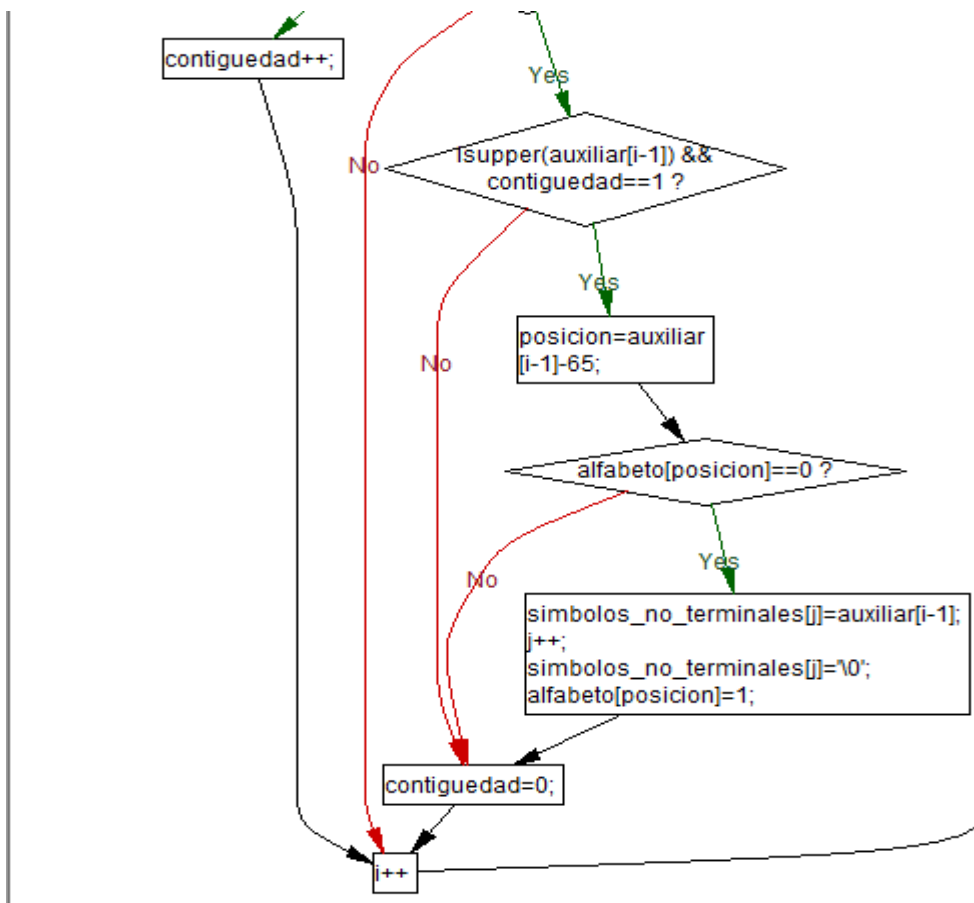 contiguedad++;
Yes
No
Isupper(auxiliar[i-1]) &&
contiguedad==1 ?
Yes
No
posicion=auxiliar
[i-1]-65;
alfabeto[posicion]==0 ?
Yes
No
simbolos_no_terminales[j]=auxiliar[i-1];
j++;
simbolos_no_terminales[j]='\0';
alfabeto[posicion]=1;
contiguedad=0;
i++